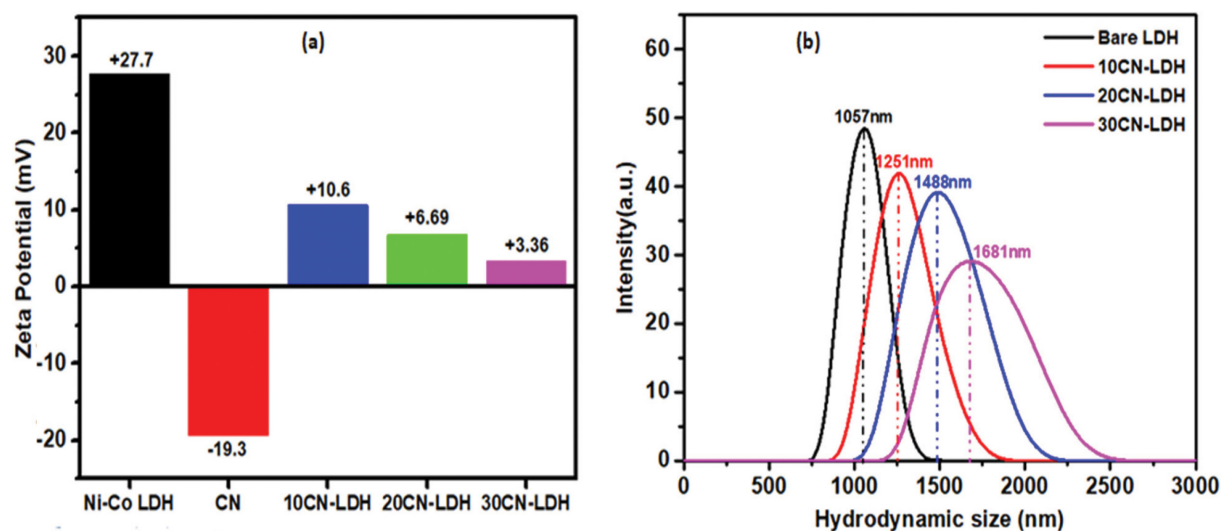 (a)
Zeta Potential (mV)
30
20
10
0
-10
-20
+27.7
-19.3
+10.6
+6.69
+3.36
Ni-Co LDH CN 10CN-LDH 20CN-LDH 30CN-LDH
(b)
Bare LDH
10CN-LDH
20CN-LDH
30CN-LDH
Intensity(a.u.)
60
50
40
30
20
10
0
1057nm
1251nm
1488nm
1681nm
0 500 1000 1500 2000 2500 3000
Hydrodynamic size (nm)